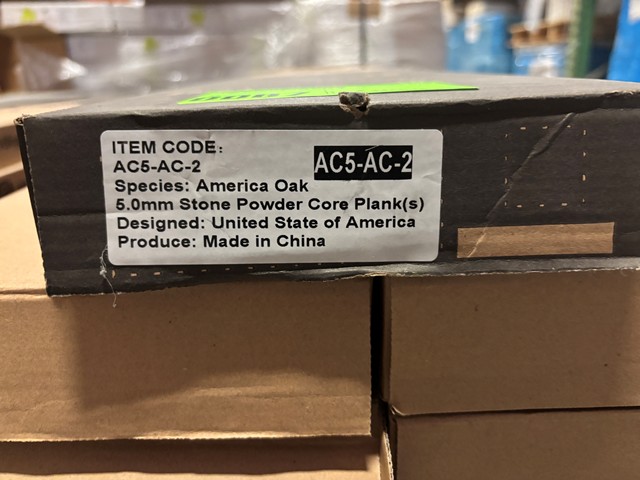 ITEM CODE:
AC5-AC-2
AC5-AC-2
Species: America Oak
5.0mm Stone Powder Core Plank(s)
Designed: United State of America
Produce: Made in China